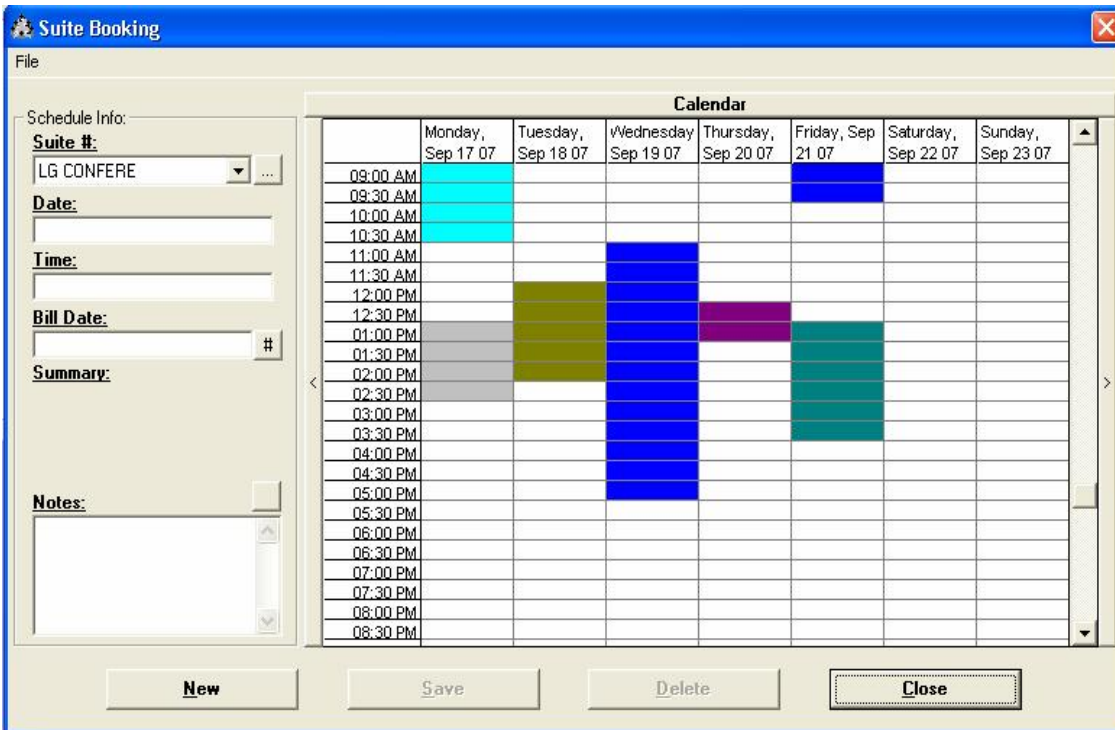 Suite Booking
File
Schedule Info:
Suite #:
LG CONFERE
...
Date:
Time:
Bill Date:
#
Summary:
Notes:
Calendar
Monday, Sep 17 07
Tuesday, Sep 18 07
Wednesday Sep 19 07
Thursday, Sep 20 07
Friday, Sep 21 07
Saturday, Sep 22 07
Sunday, Sep 23 07
09:00 AM
09:30 AM
10:00 AM
10:30 AM
11:00 AM
11:30 AM
12:00 PM
12:30 PM
01:00 PM
01:30 PM
02:00 PM
02:30 PM
03:00 PM
03:30 PM
04:00 PM
04:30 PM
05:00 PM
05:30 PM
06:00 PM
06:30 PM
07:00 PM
07:30 PM
08:00 PM
08:30 PM
<
>
New
Save
Delete
Close